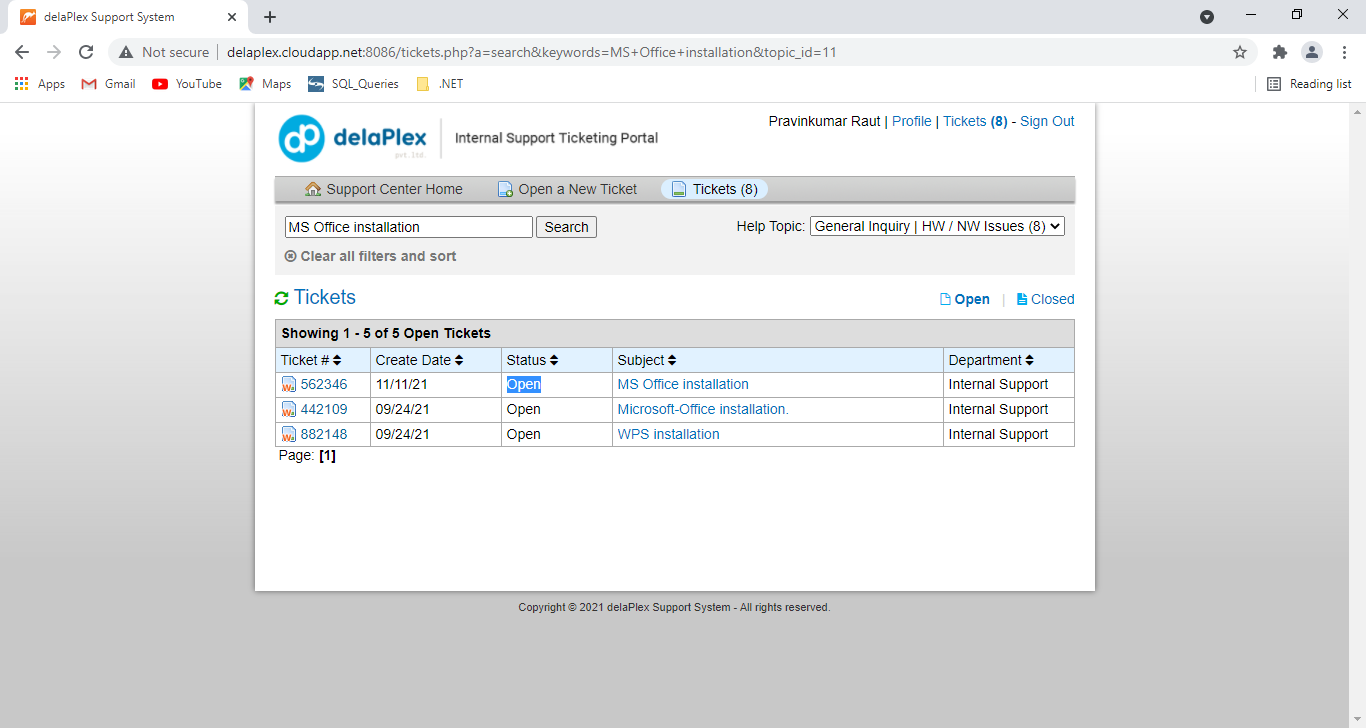 delaPlex Support System
Not secure
delaplex.cloudapp.net:8086/tickets.php?a=search&keywords=MS+Office+installation&topic_id=11
Apps Gmail YouTube Maps SQL_Queries .NET Reading list
delaPlex
pvt.ltd.
Internal Support Ticketing Portal
Pravinkumar Raut | Profile | Tickets (8) - Sign Out
Support Center Home Open a New Ticket Tickets (8)
MS Office installation Search Help Topic: General Inquiry | HW / NW Issues (8)
Clear all filters and sort
Tickets Open | Closed
Showing 1 - 5 of 5 Open Tickets
Ticket # Create Date Status Subject Department
562346 11/11/21 Open MS Office installation Internal Support
442109 09/24/21 Open Microsoft-Office installation. Internal Support
882148 09/24/21 Open WPS installation Internal Support
Page: [1]
Copyright © 2021 delaPlex Support System - All rights reserved.